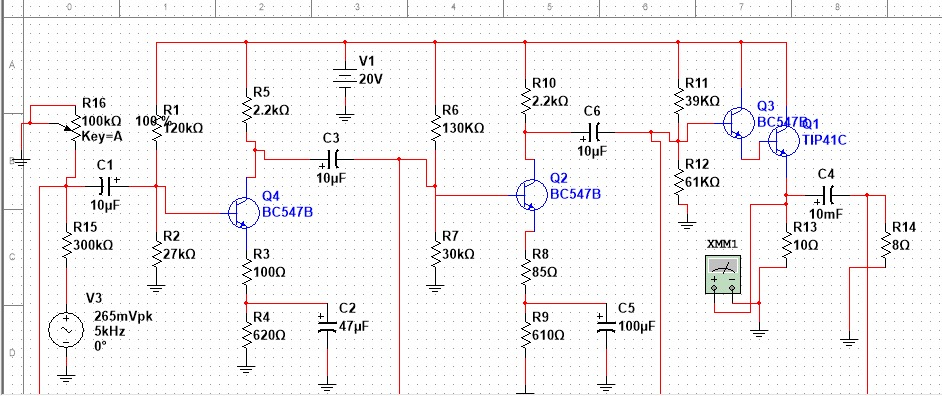 0 1 2 3 4 5 6 7 8
A
B
C
D
V1
20V
R16
100kΩ
Key=A
100 %
R1
120kΩ
R5
2.2kΩ
R6
130KΩ
R10
2.2kΩ
C6
10µF
R11
39KΩ
Q3
BC547B
Q1
TIP41C
C1
10µF
C3
10µF
R12
61KΩ
Q4
BC547B
Q2
BC547B
C4
10mF
R15
300kΩ
R2
27kΩ
R3
100Ω
R7
30kΩ
R8
85Ω
XMM1
R13
10Ω
R14
8Ω
V3
265mVpk
5kHz
0°
R4
620Ω
C2
47µF
R9
610Ω
C5
100µF